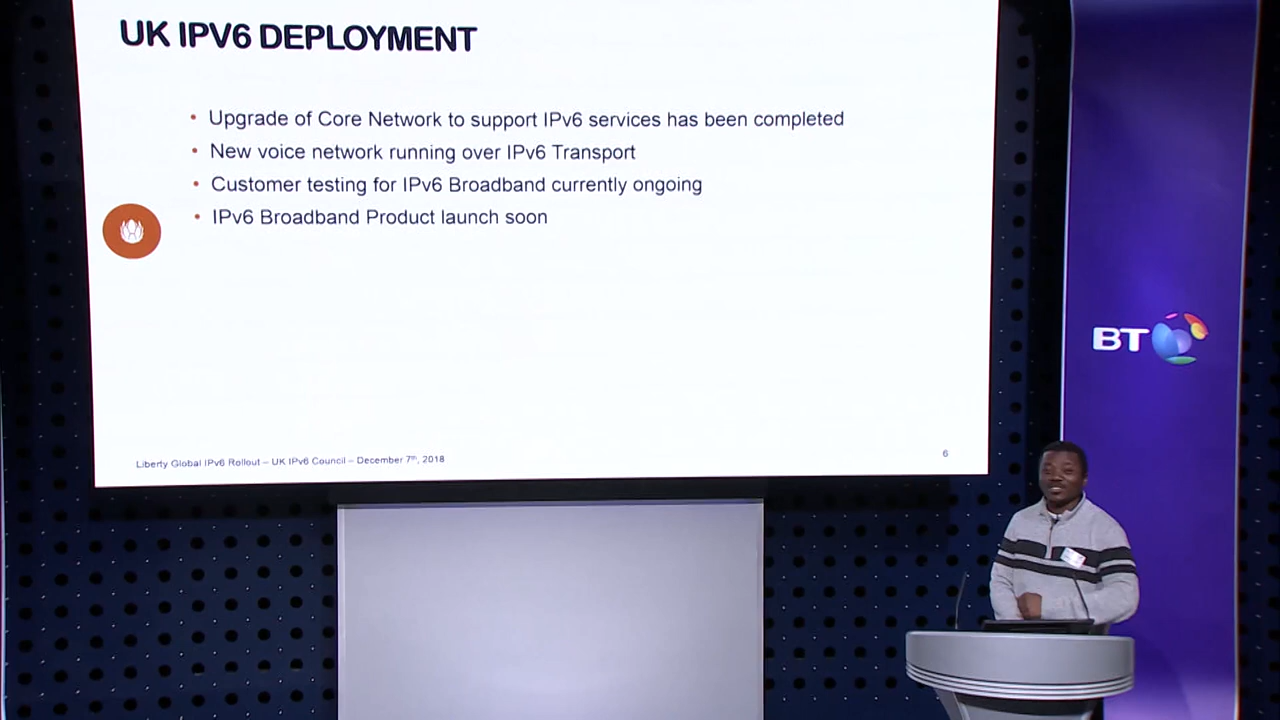 UK IPV6 DEPLOYMENT
• Upgrade of Core Network to support IPv6 services has been completed
• New voice network running over IPv6 Transport
• Customer testing for IPv6 Broadband currently ongoing
• IPv6 Broadband Product launch soon
Liberty Global IPv6 Rollout – UK IPv6 Council – December 7th, 2018
6
BT